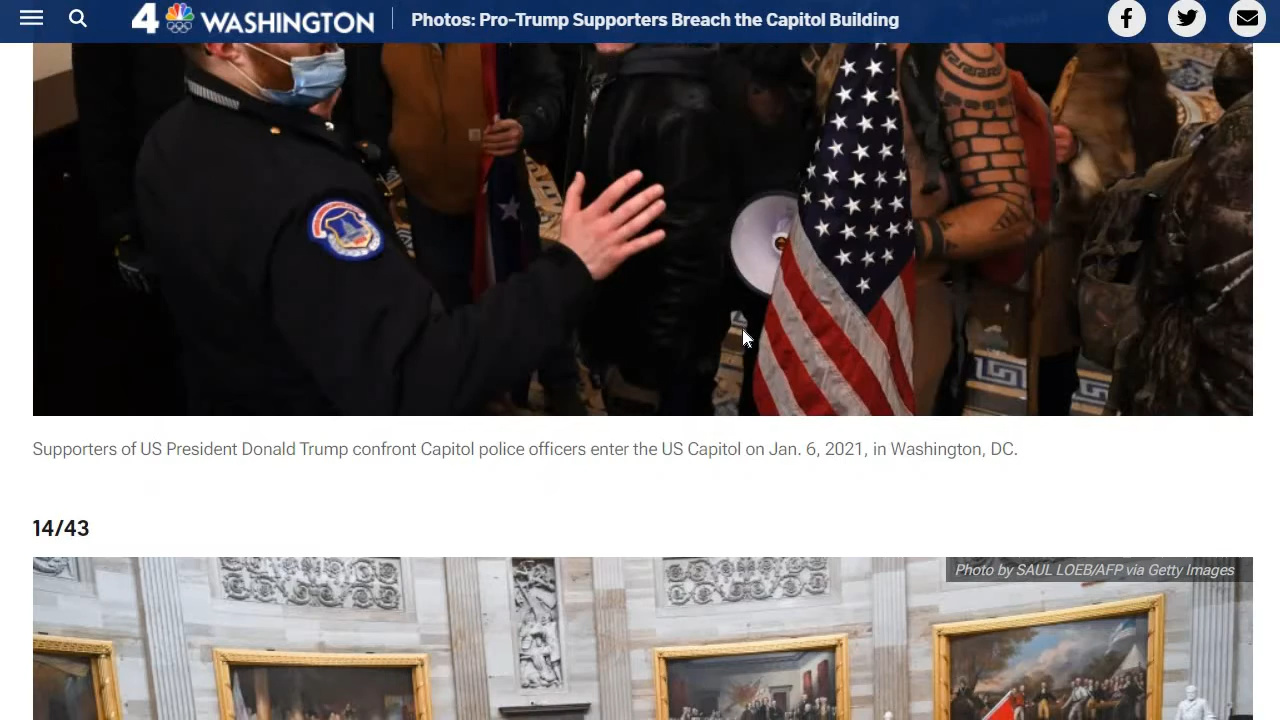 4 WASHINGTON
Photos: Pro-Trump Supporters Breach the Capitol Building
Supporters of US President Donald Trump confront Capitol police officers enter the US Capitol on Jan. 6, 2021, in Washington, DC.
14/43
Photo by SAUL LOEB/AFP via Getty Images